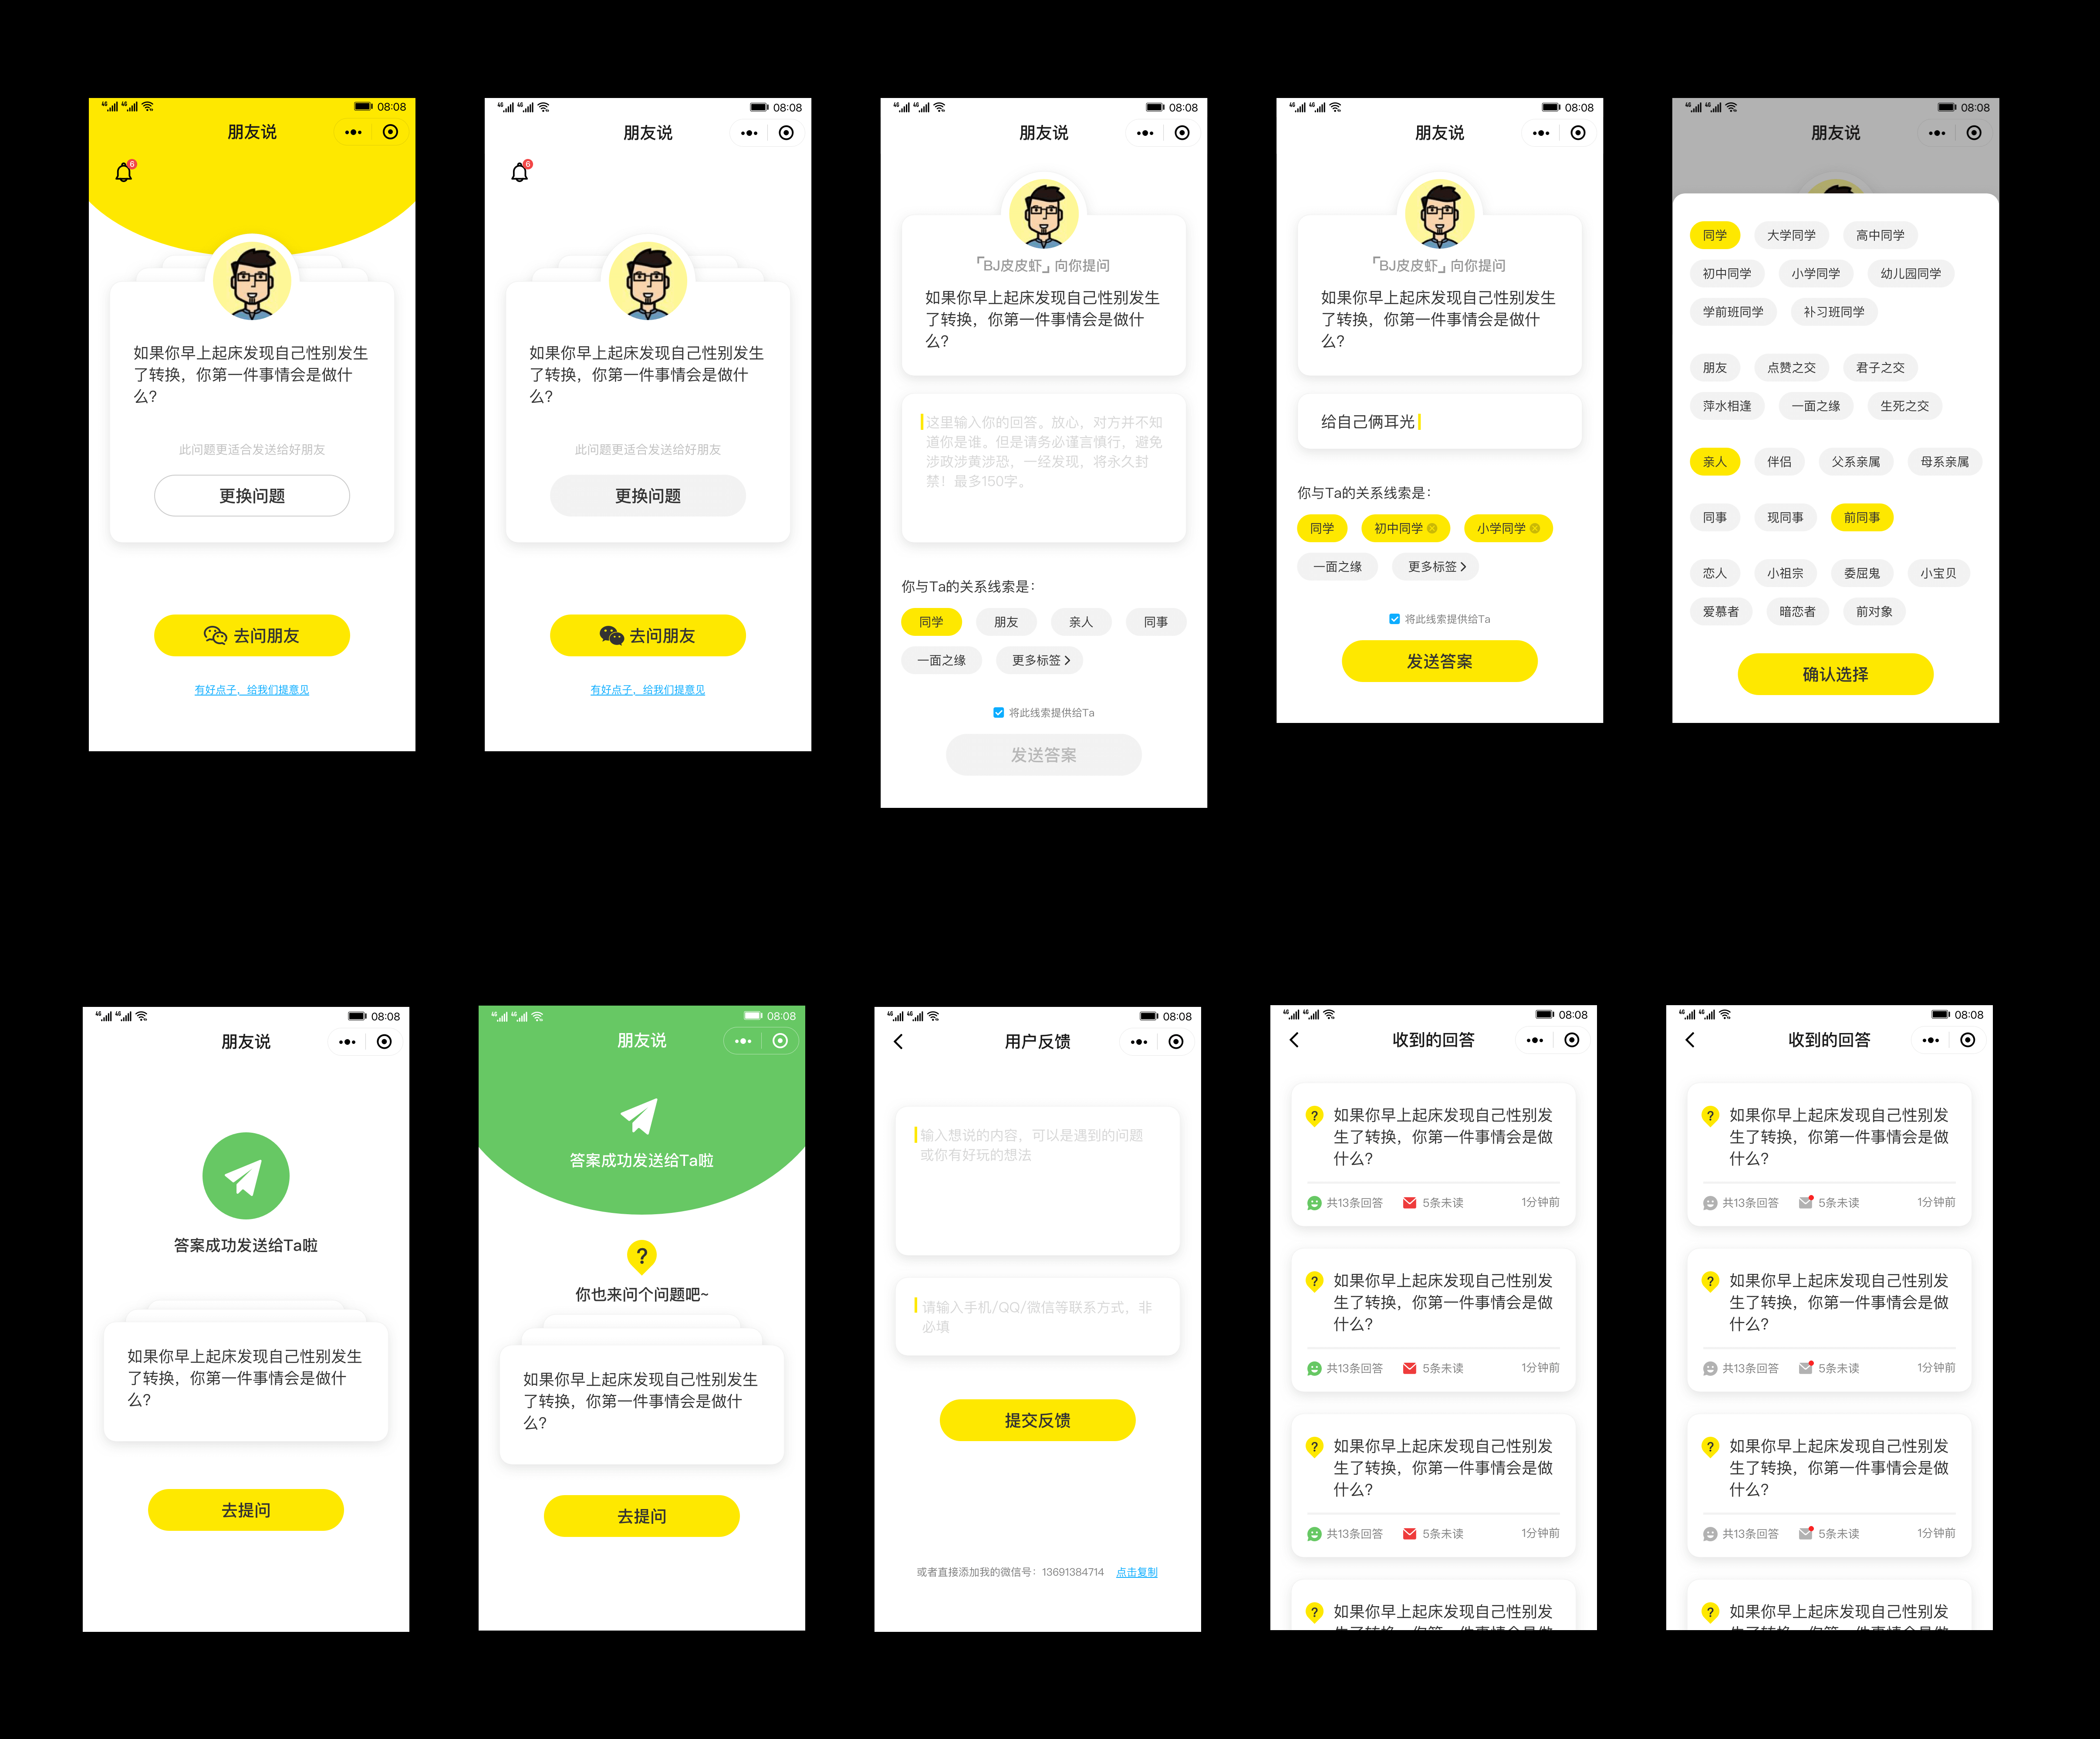 08:08
朋友说
6
如果你早上起床发现自己性别发生
了转换，你第一件事情会是做什
么？
此问题更适合发送给好朋友
更换问题
去问朋友
有好点子，给我们提意见
08:08
朋友说
6
如果你早上起床发现自己性别发生
了转换，你第一件事情会是做什
么？
此问题更适合发送给好朋友
更换问题
去问朋友
有好点子，给我们提意见
08:08
朋友说
「BJ皮皮虾」向你提问
如果你早上起床发现自己性别发生
了转换，你第一件事情会是做什
么？
这里输入你的回答。放心，对方并不知
道你是谁。但是请务必谨言慎行，避免
涉政涉黄涉恐，一经发现，将永久封
禁！最多150字。
你与Ta的关系线索是：
同学 朋友 亲人 同事
一面之缘 更多标签
将此线索提供给Ta
发送答案
08:08
朋友说
「BJ皮皮虾」向你提问
如果你早上起床发现自己性别发生
了转换，你第一件事情会是做什
么？
给自己俩耳光
你与Ta的关系线索是：
同学 初中同学 小学同学
一面之缘 更多标签
将此线索提供给Ta
发送答案
08:08
朋友说
同学 大学同学 高中同学
初中同学 小学同学 幼儿园同学
学前班同学 补习班同学
朋友 点赞之交 君子之交
萍水相逢 一面之缘 生死之交
亲人 伴侣 父系亲属 母系亲属
同事 现同事 前同事
恋人 小祖宗 委屈鬼 小宝贝
爱慕者 暗恋者 前对象
确认选择
08:08
朋友说
答案成功发送给Ta啦
如果你早上起床发现自己性别发生
了转换，你第一件事情会是做什
么？
去提问
08:08
朋友说
答案成功发送给Ta啦
?
你也来问个问题吧~
如果你早上起床发现自己性别发生
了转换，你第一件事情会是做什
么？
去提问
08:08
用户反馈
输入想说的内容，可以是遇到的问题
或你有好玩的想法
请输入手机/QQ/微信等联系方式，非
必填
提交反馈
或者直接添加我的微信号：13691384714 点击复制
08:08
收到的回答
? 如果你早上起床发现自己性别发
生了转换，你第一件事情会是做
什么？
共13条回答 5条未读 1分钟前
? 如果你早上起床发现自己性别发
生了转换，你第一件事情会是做
什么？
共13条回答 5条未读 1分钟前
? 如果你早上起床发现自己性别发
生了转换，你第一件事情会是做
什么？
共13条回答 5条未读 1分钟前
? 如果你早上起床发现自己性别发
生了转换，你第一件事情会是做
08:08
收到的回答
? 如果你早上起床发现自己性别发
生了转换，你第一件事情会是做
什么？
共13条回答 5条未读 1分钟前
? 如果你早上起床发现自己性别发
生了转换，你第一件事情会是做
什么？
共13条回答 5条未读 1分钟前
? 如果你早上起床发现自己性别发
生了转换，你第一件事情会是做
什么？
共13条回答 5条未读 1分钟前
? 如果你早上起床发现自己性别发
生了转换，你第一件事情会是做